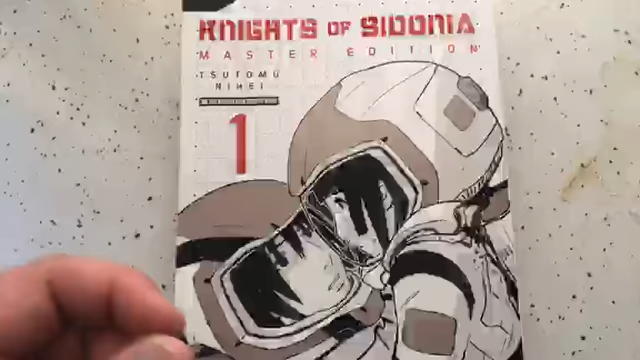 KNIGHTS OF SIDONIA
MASTER EDITION
TSUTOMU
NIHEI
1